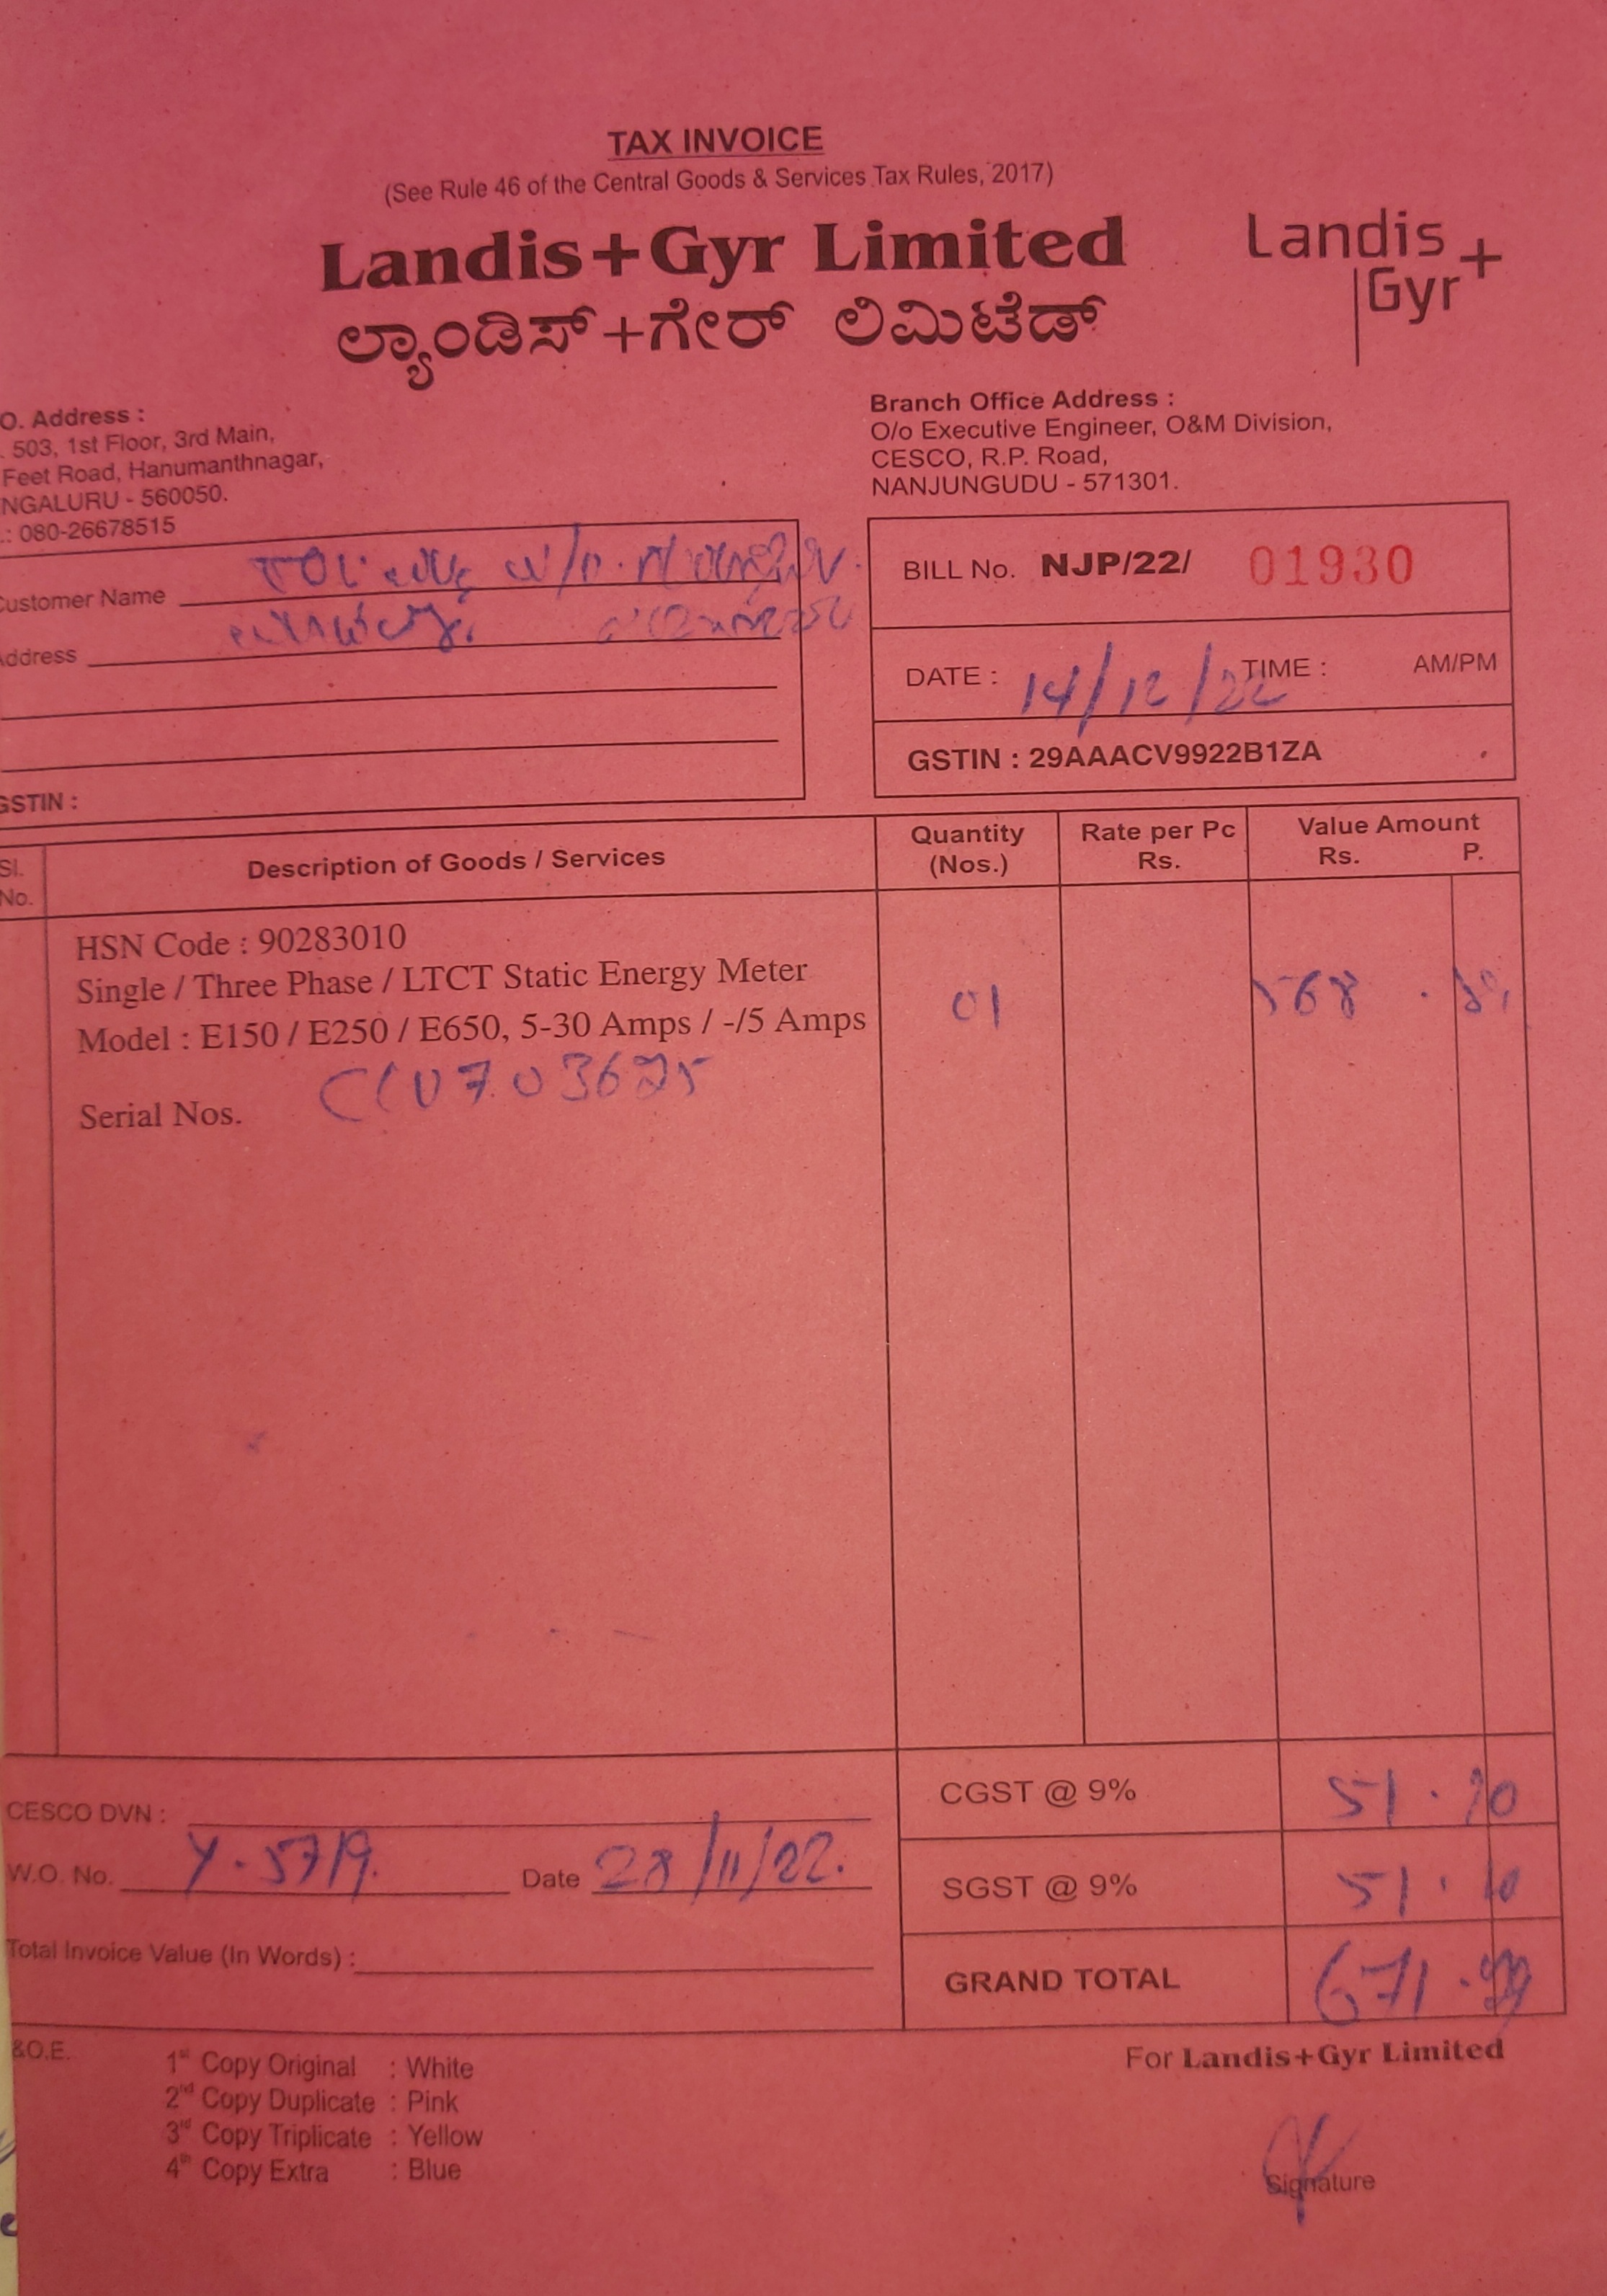 TAX INVOICE
(See Rule 46 of the Central Goods & Services Tax Rules, 2017)
Landis+Gyr Limited
ಲ್ಯಾಂಡಿಸ್+ಗೇರ್ ಲಿಮಿಟೆಡ್
Landis+
Gyr
O. Address :
503, 1st Floor, 3rd Main,
Feet Road, Hanumanthnagar,
NGALURU - 560050.
.: 080-26678515
Branch Office Address :
O/o Executive Engineer, O&M Division,
CESCO, R.P. Road,
NANJUNGUDU - 571301.
Customer Name
Address
GSTIN :
BILL No. NJP/22/ 01930
DATE : 14/12/22 TIME : AM/PM
GSTIN : 29AAACV9922B1ZA
Sl. No. Description of Goods / Services Quantity (Nos.) Rate per Pc Rs. Value Amount Rs. P.
HSN Code : 90283010
Single / Three Phase / LTCT Static Energy Meter
Model : E150 / E250 / E650, 5-30 Amps / -/5 Amps 01 568
Serial Nos.
CESCO DVN :
W.O. No. Y. 5719. Date 28/11/22.
Total Invoice Value (In Words) :
CGST @ 9% 51.
SGST @ 9% 51.
GRAND TOTAL 671.
&O.E.
1st Copy Original : White
2nd Copy Duplicate : Pink
3rd Copy Triplicate : Yellow
4th Copy Extra : Blue
For Landis+Gyr Limited
Signature